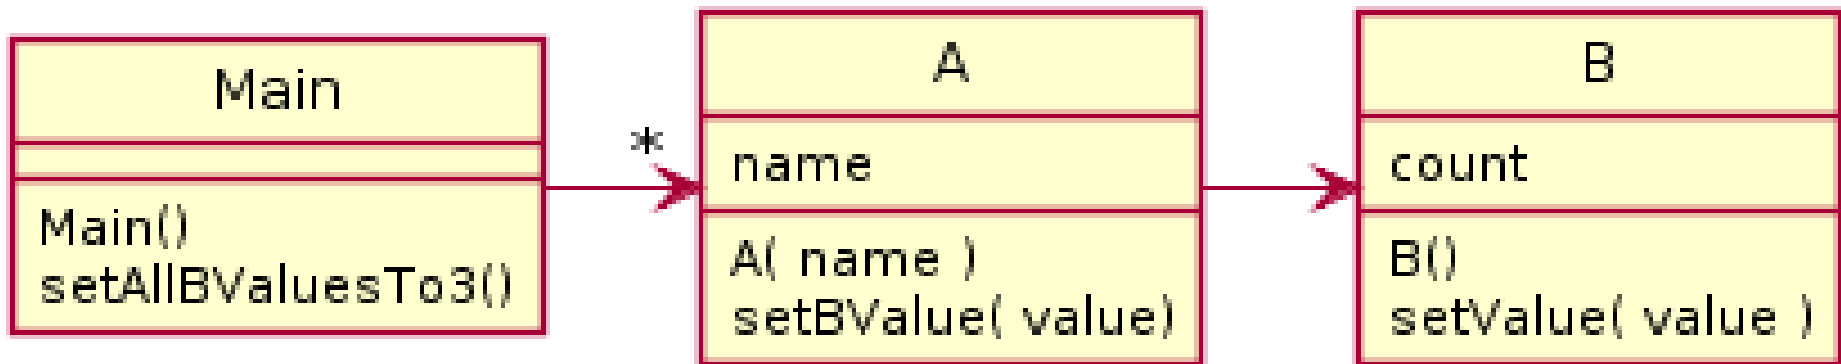 Main
Main()
setAllBValuesTo3()
*
A
name
A( name )
setBValue( value)
B
count
B()
setValue( value )